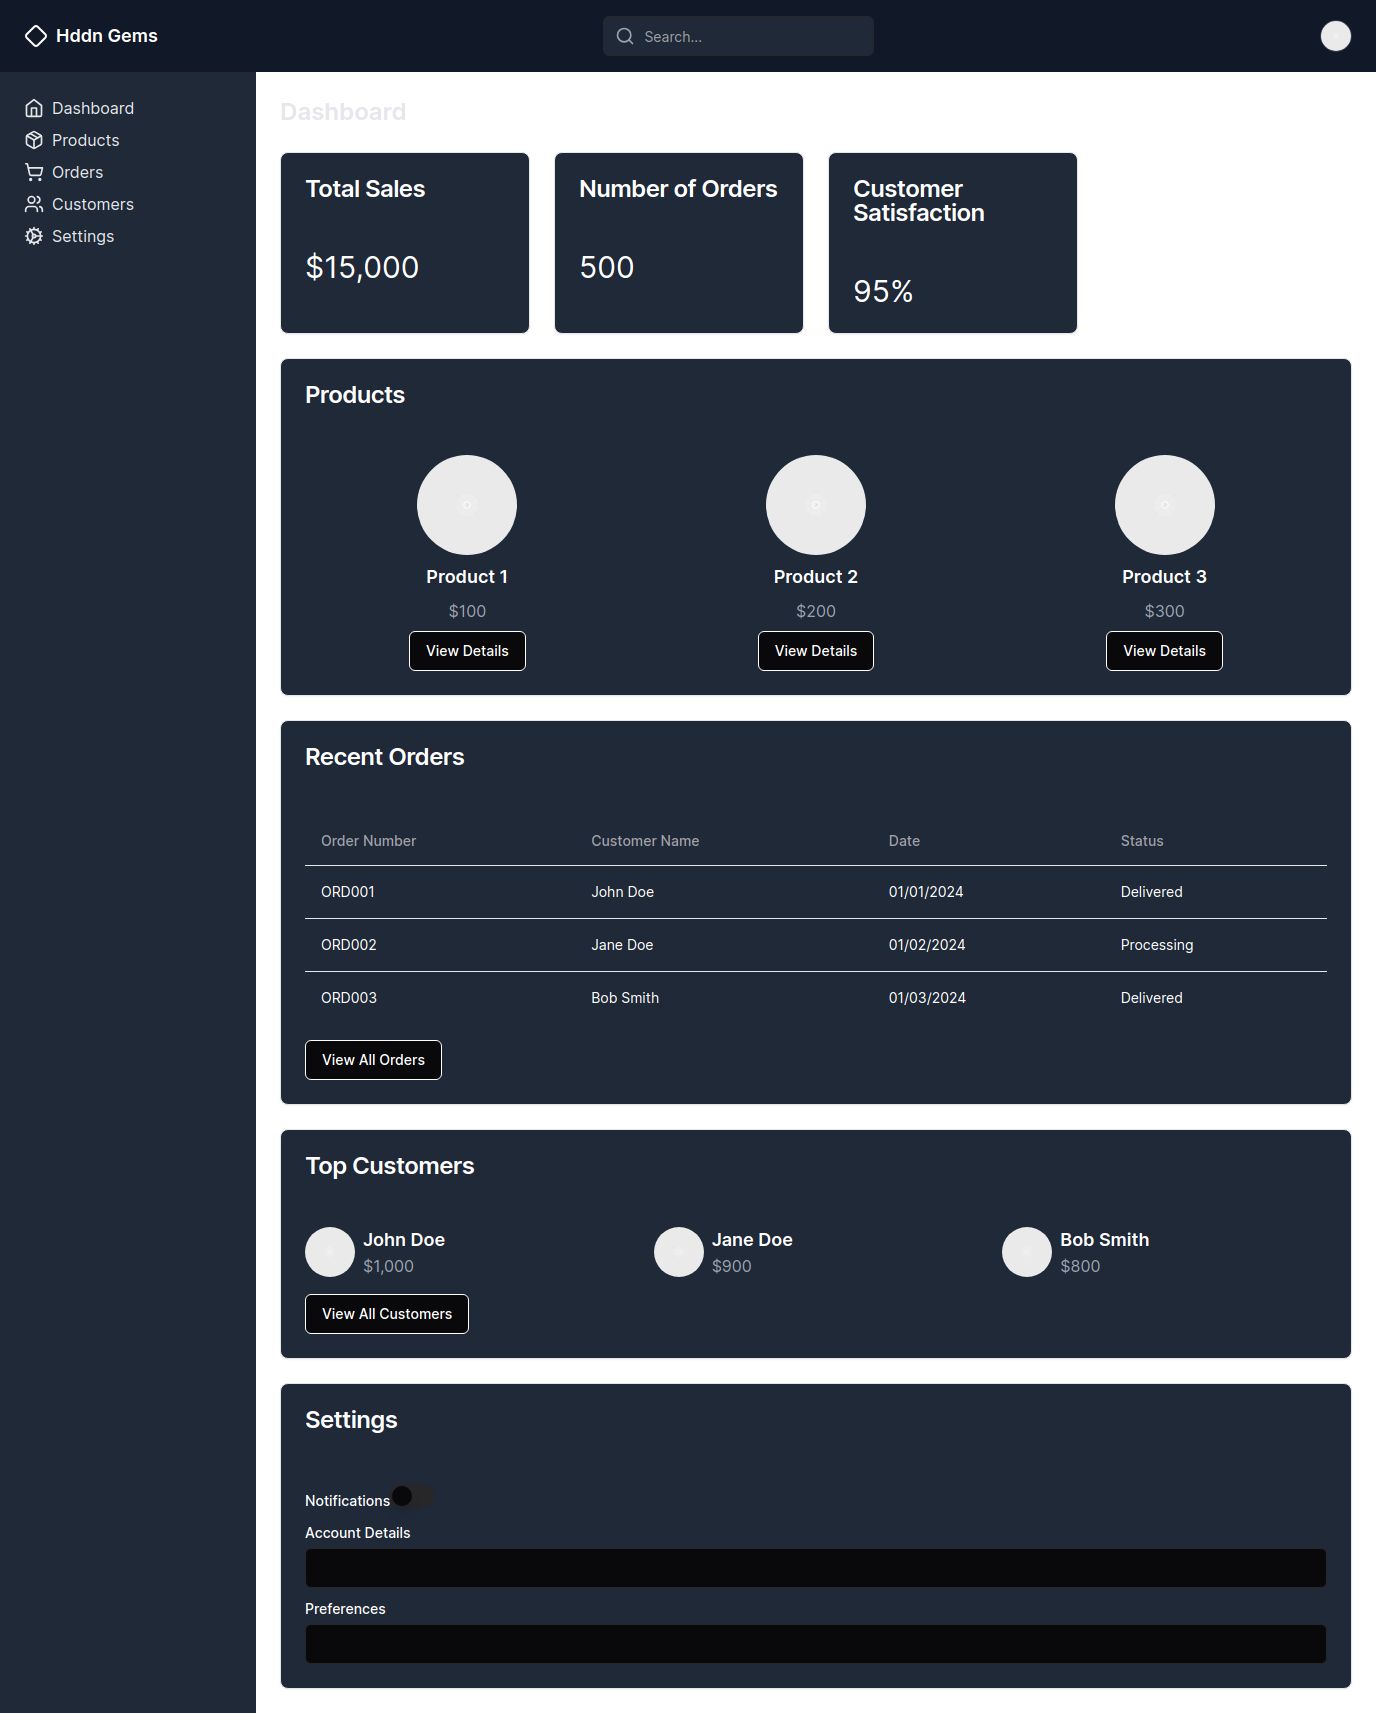 Hddn Gems
Search...
Dashboard
Products
Orders
Customers
Settings
Dashboard
Total Sales
$15,000
Number of Orders
500
Customer
Satisfaction
95%
Products
Product 1
$100
View Details
Product 2
$200
View Details
Product 3
$300
View Details
Recent Orders
Order Number Customer Name Date Status
ORD001 John Doe 01/01/2024 Delivered
ORD002 Jane Doe 01/02/2024 Processing
ORD003 Bob Smith 01/03/2024 Delivered
View All Orders
Top Customers
John Doe
$1,000
Jane Doe
$900
Bob Smith
$800
View All Customers
Settings
Notifications
Account Details
Preferences